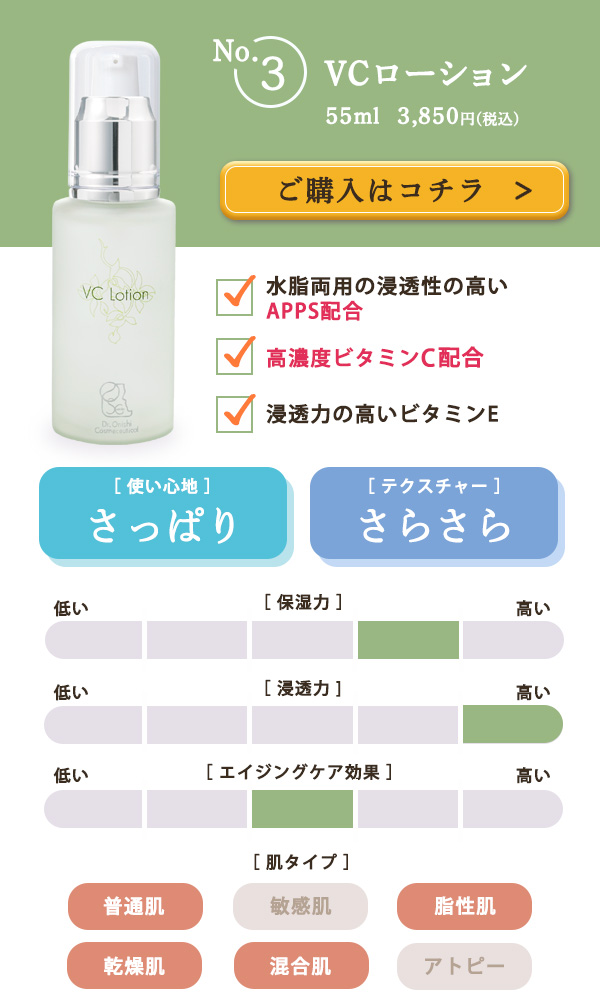 No.3
VCローション
55ml 3,850円(税込)
ご購入はコチラ >
VC Lotion
水脂両用の浸透性の高い
APPS配合
高濃度ビタミンC配合
浸透力の高いビタミンE
[ 使い心地 ]
さっぱり
[ テクスチャー ]
さらさら
[ 保湿力 ]
低い 高い
[ 浸透力 ]
低い 高い
[ エイジングケア効果 ]
低い 高い
[ 肌タイプ ]
普通肌 敏感肌 脂性肌
乾燥肌 混合肌 アトピー